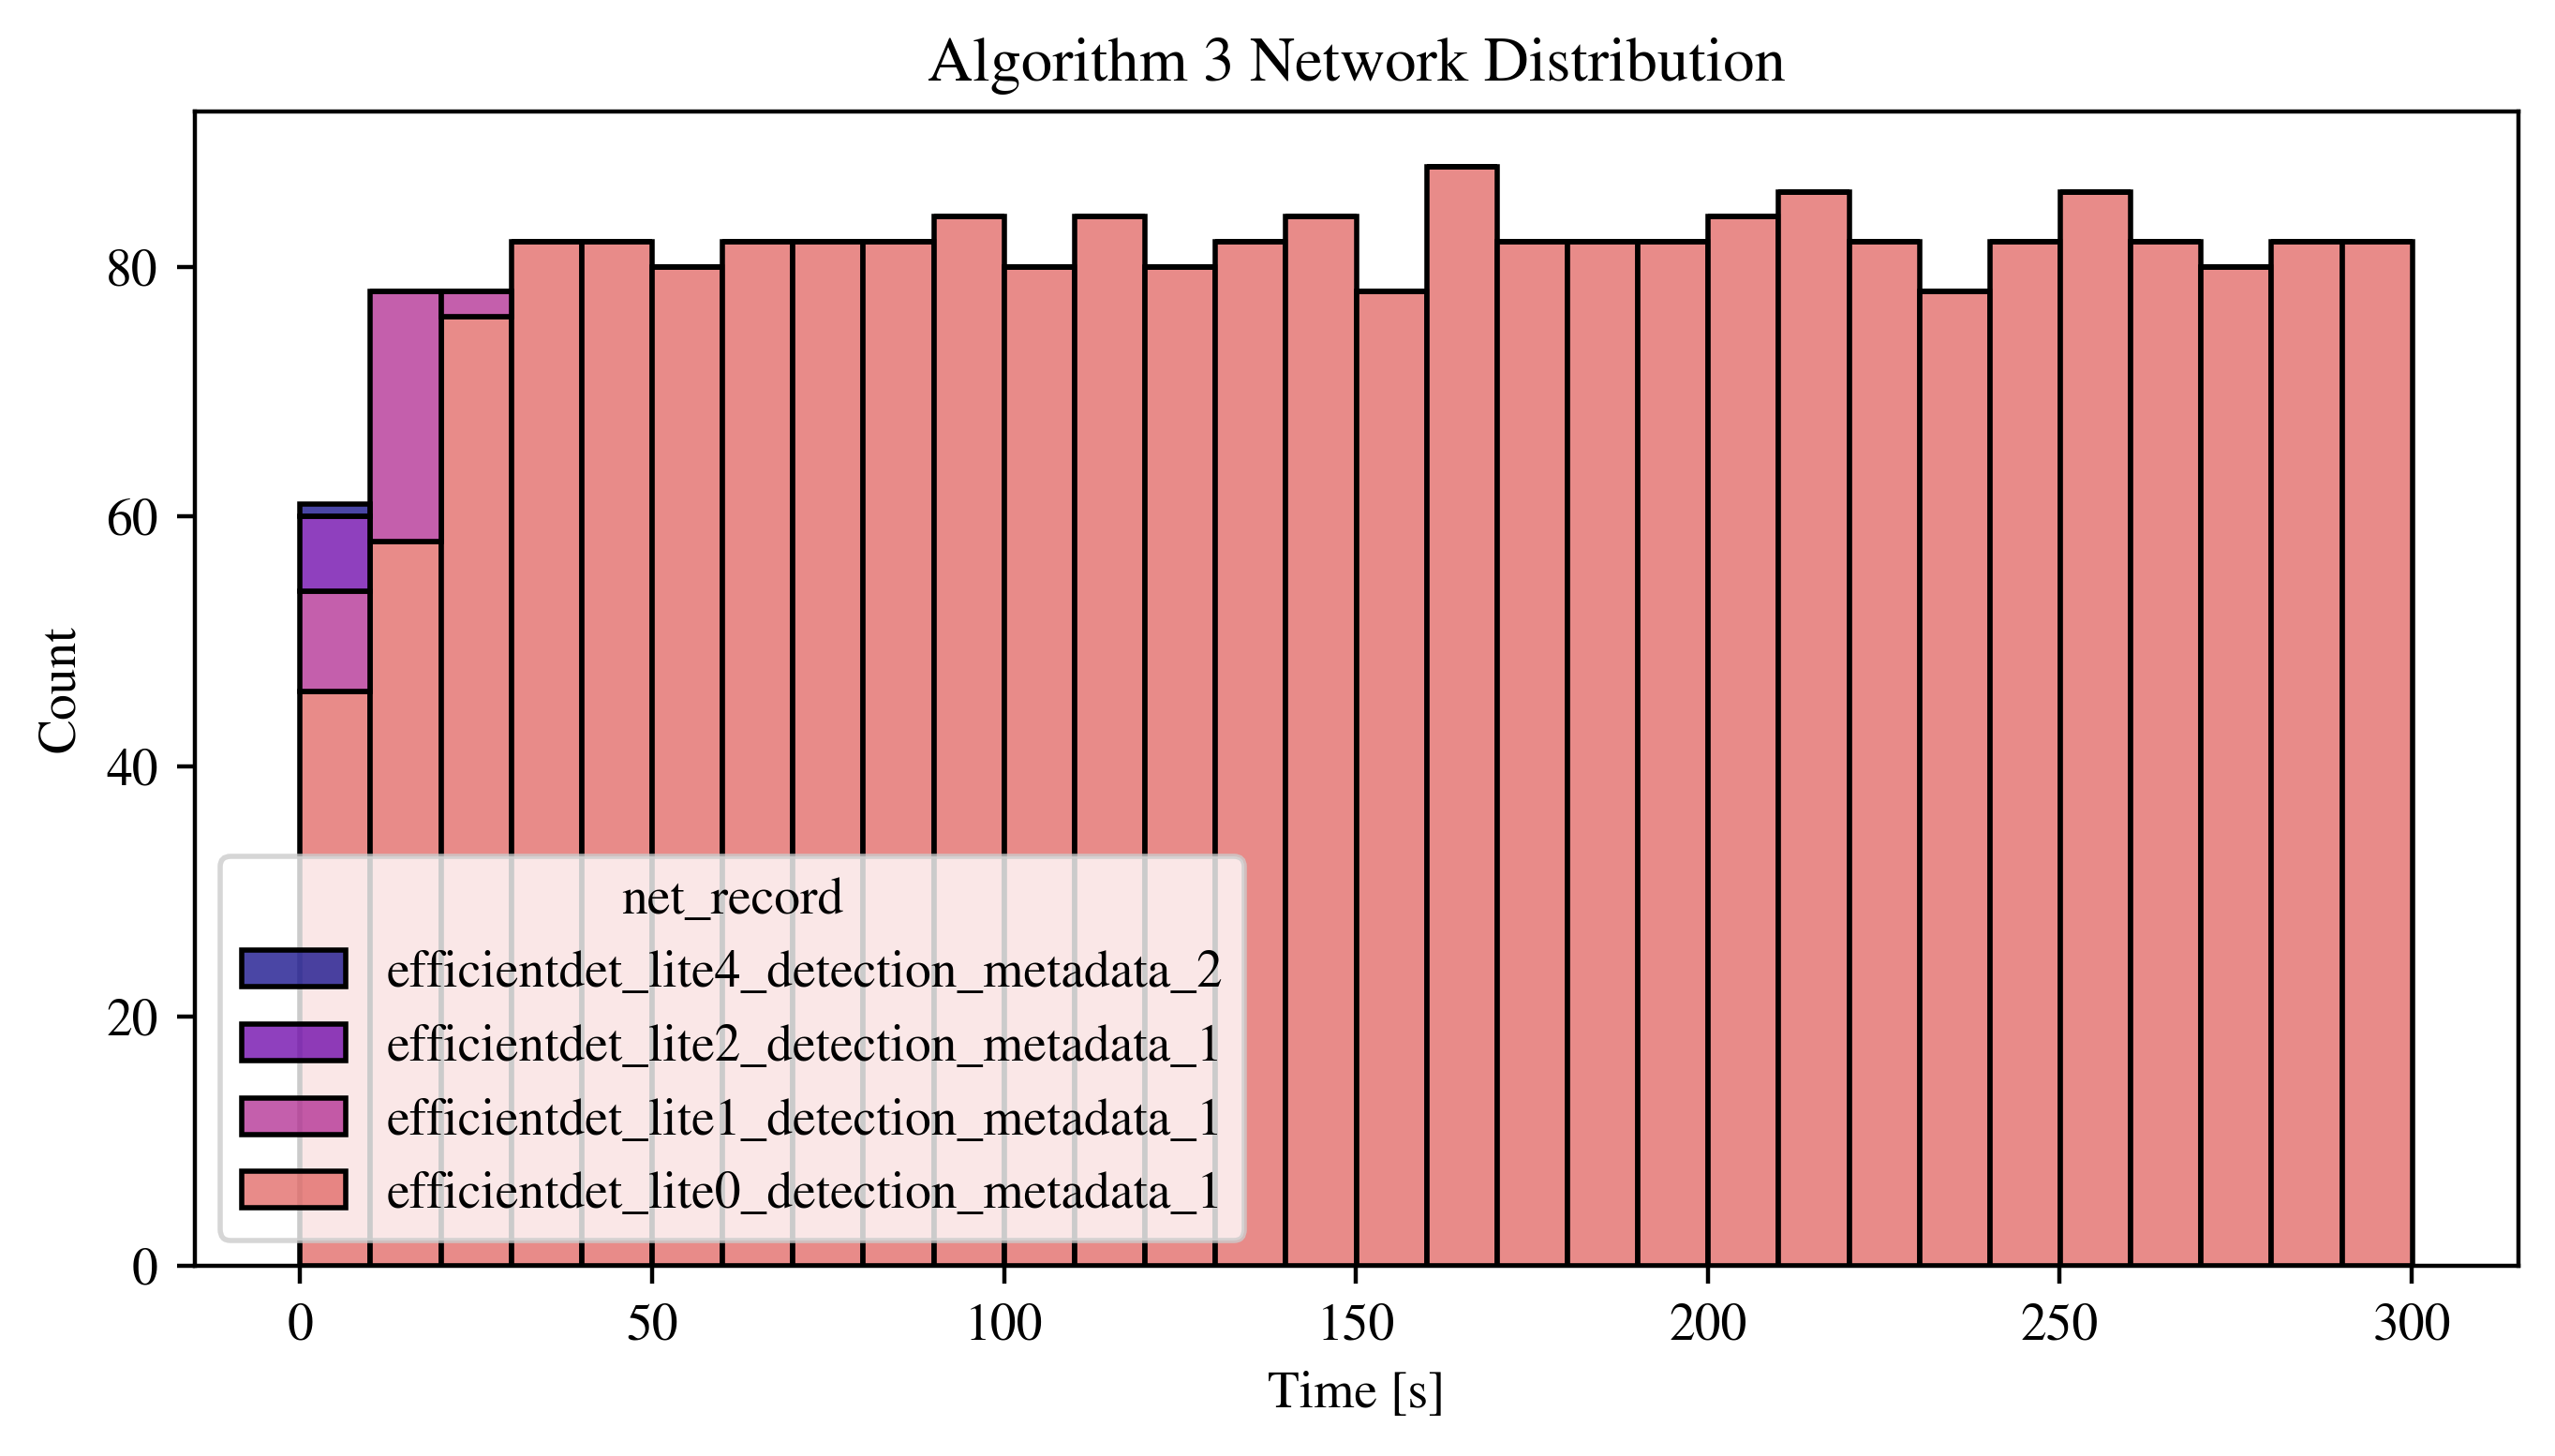 Algorithm 3 Network Distribution
Count
80
60
40
20
0
net_record
efficientdet_lite4_detection_metadata_2
efficientdet_lite2_detection_metadata_1
efficientdet_lite1_detection_metadata_1
efficientdet_lite0_detection_metadata_1
0 50 100 150 200 250 300
Time [s]